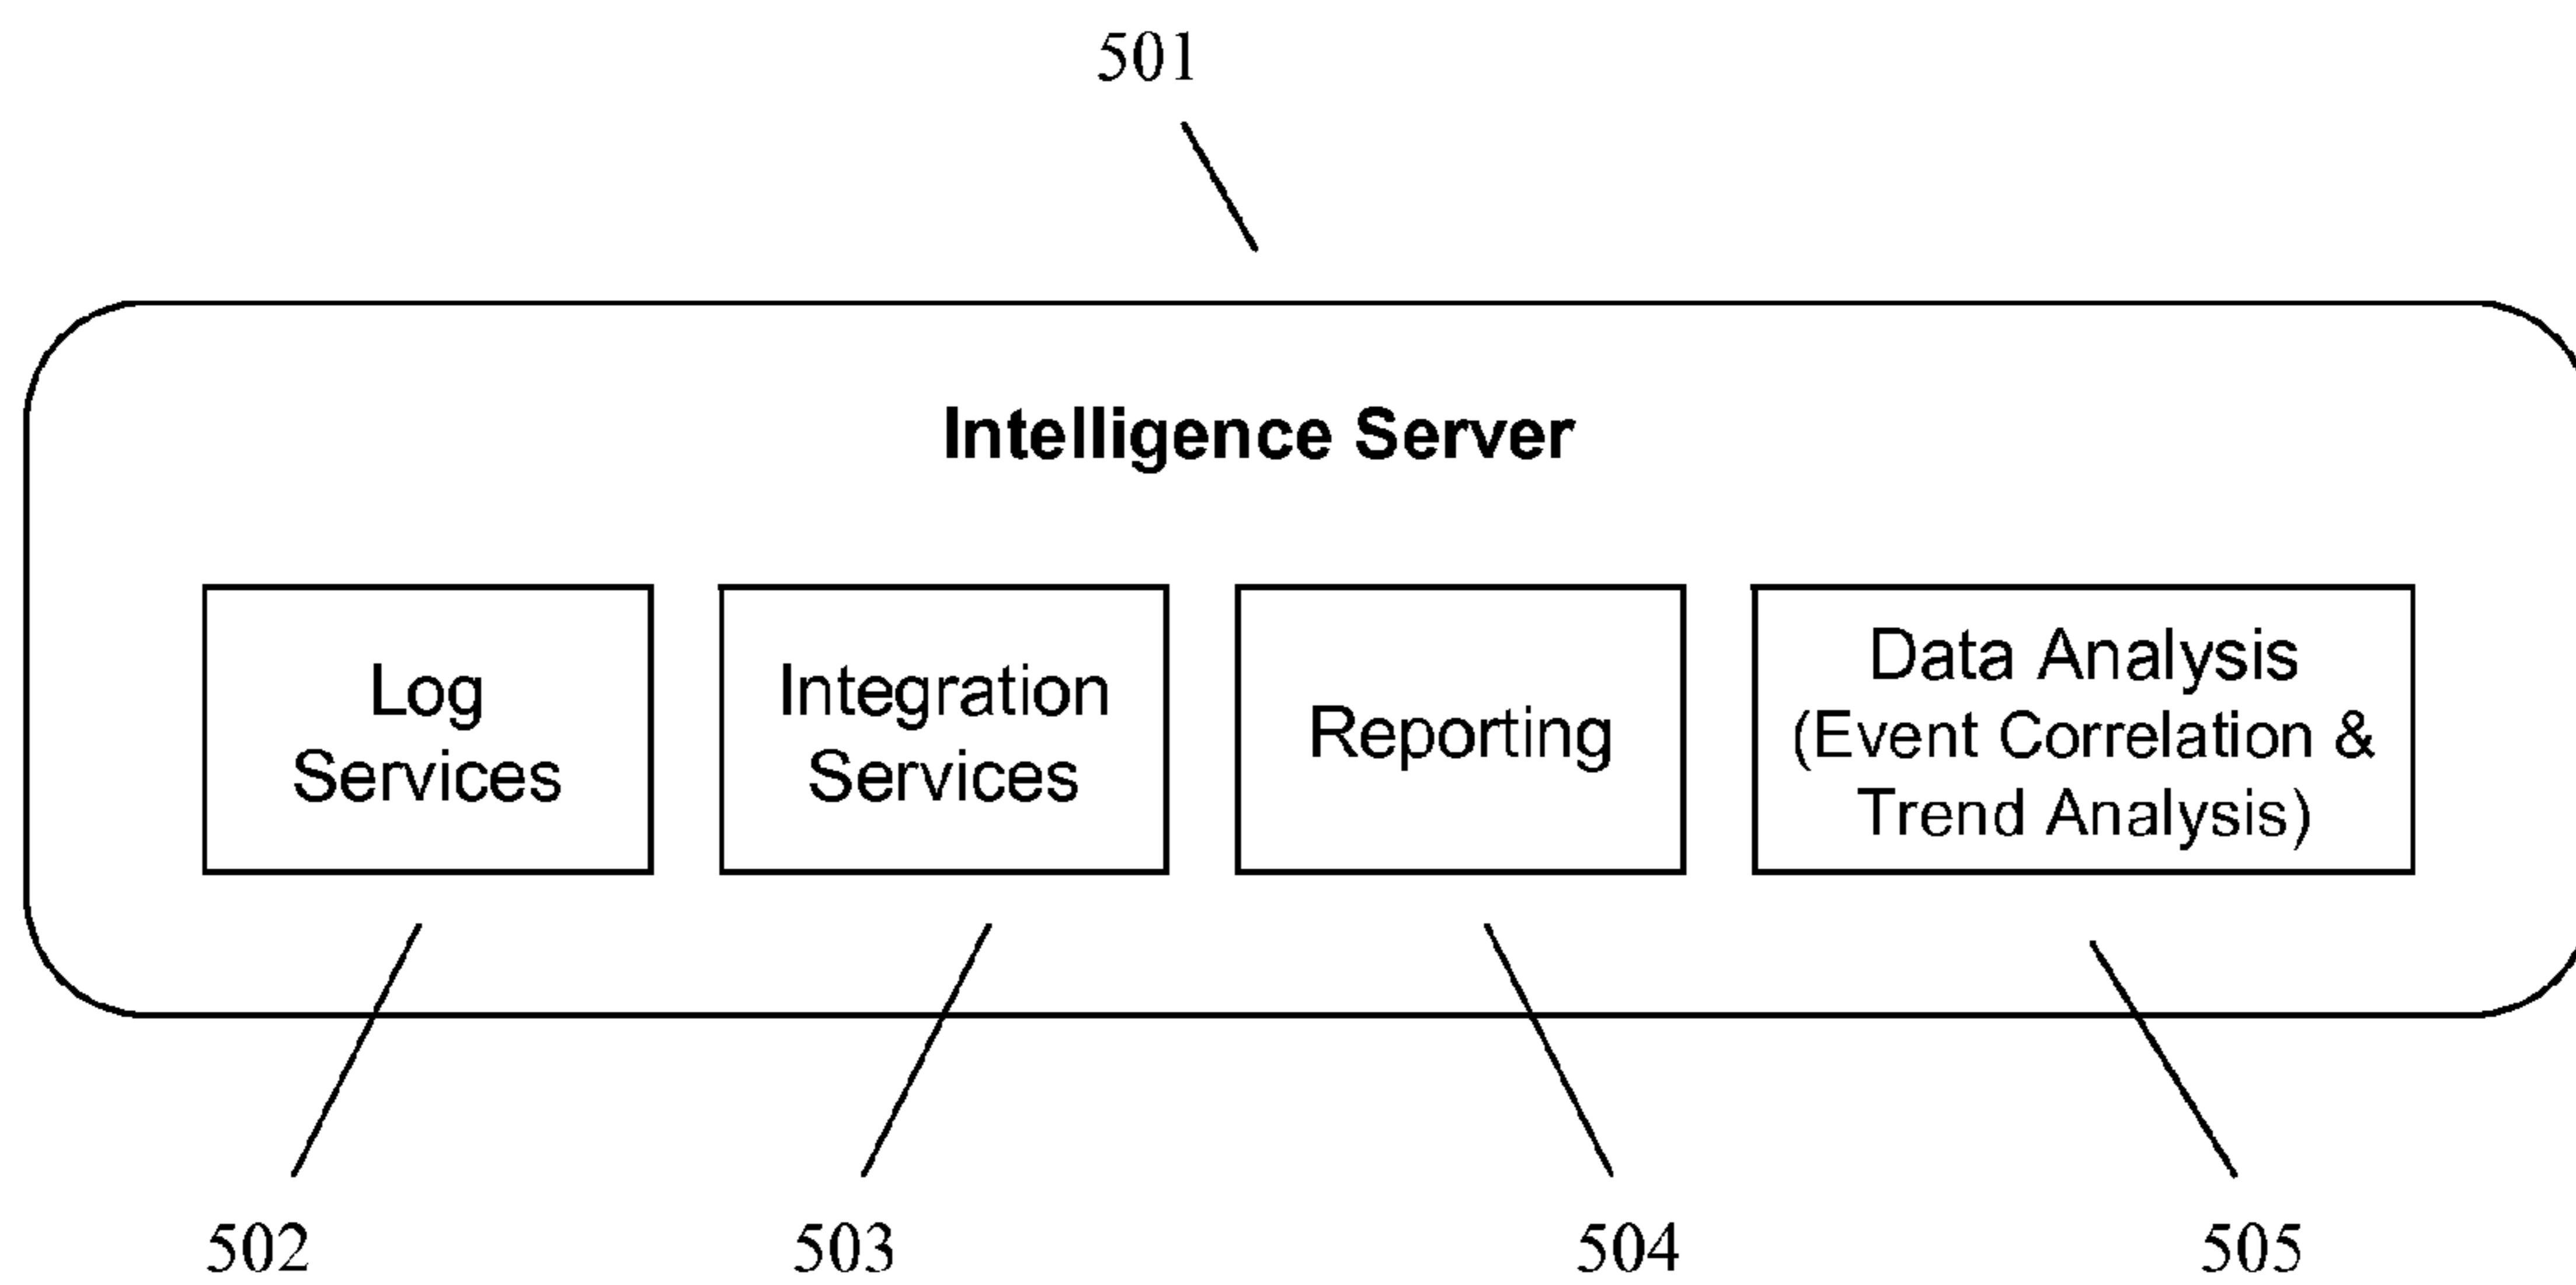 501
Intelligence Server
Log
Services
Integration
Services
Reporting
Data Analysis
(Event Correlation &
Trend Analysis)
502
503
504
505